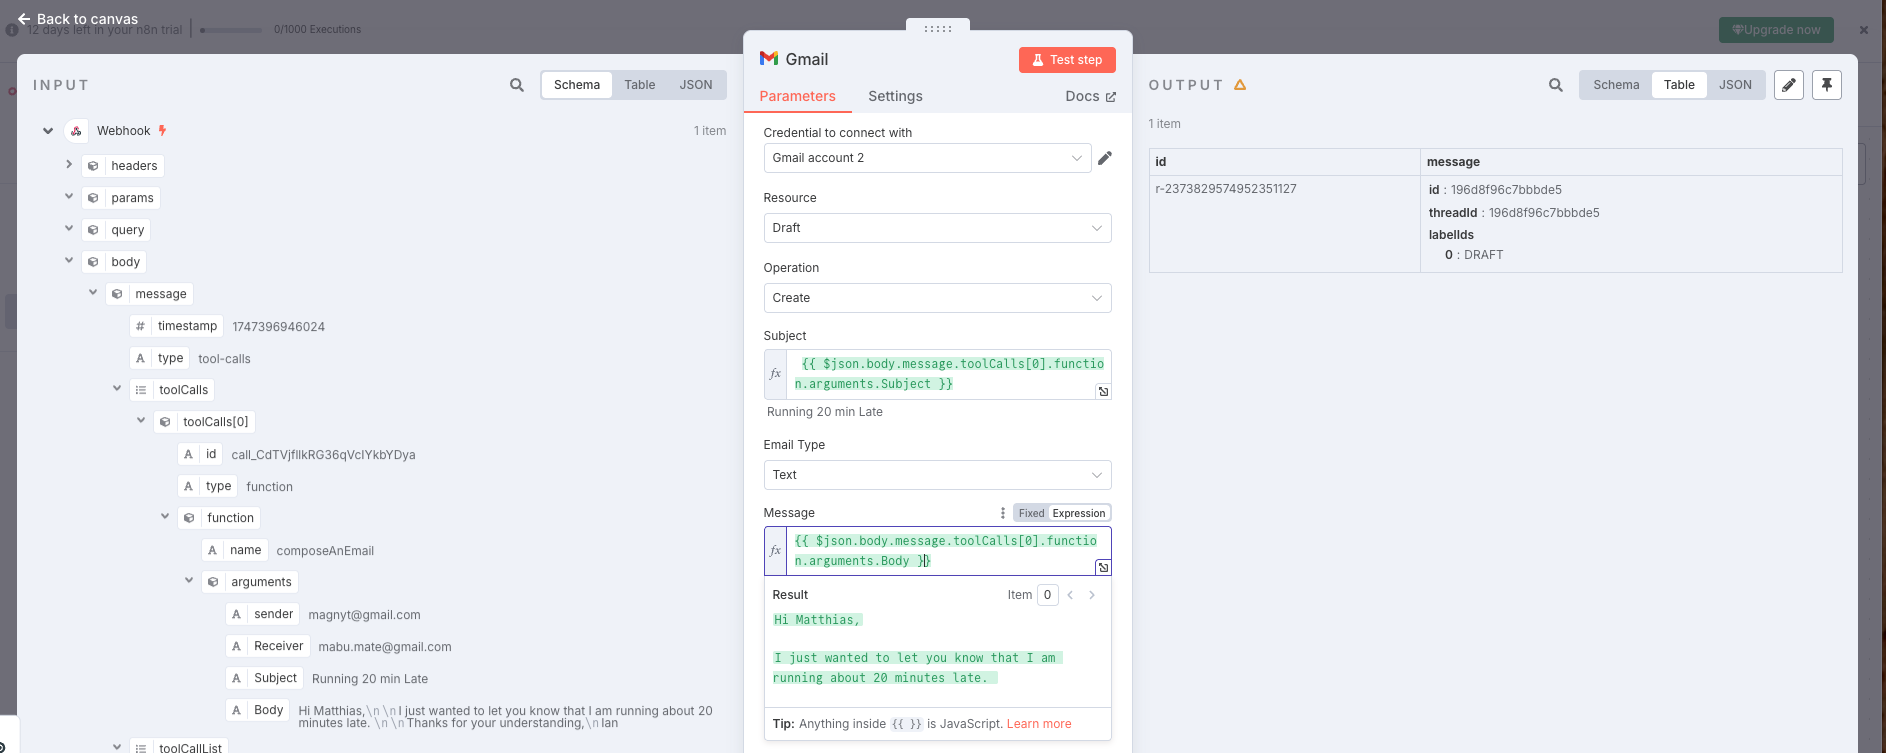 Back to canvas
12 days left in your n8n trial
0/1000 Executions
Upgrade now
INPUT
Schema Table JSON
Webhook
1 item
headers
params
query
body
message
timestamp 1747396946024
type tool-calls
toolCalls
toolCalls[0]
id
type function
function
name composeAnEmail
arguments
sender magnyt@gmail.com
Receiver mabu.mate@gmail.com
Subject Running 20 min Late
Body Hi Matthias,\n\nI just wanted to let you know that I am running about 20
minutes late. \n\nThanks for your understanding,\nIan
toolCallList
Gmail
Test step
Parameters Settings Docs
Credential to connect with
Gmail account 2
Resource
Draft
Operation
Create
Subject
fx
{{ $json.body.message.toolCalls[0].functio
n.arguments.Subject }}
Running 20 min Late
Email Type
Text
Message
Fixed Expression
fx
{{ $json.body.message.toolCalls[0].functio
n.arguments.Body }}
Result
Item 0
Hi Matthias,
I just wanted to let you know that I am
running about 20 minutes late.
Tip: Anything inside {{ }} is JavaScript. Learn more
OUTPUT
Schema Table JSON
1 item
id message
r-2373829574952351127
id : 196d8f96c7bbbde5
threadId : 196d8f96c7bbbde5
labelIds
0 : DRAFT